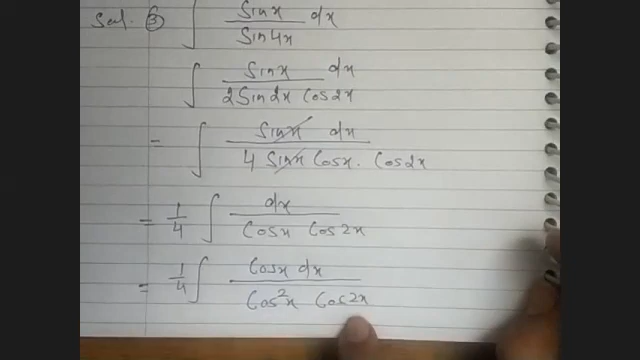 Sol. ③ ∫ Sinx/Sin4x dx
∫ Sinx dx / 2Sin2x Cos2x
= ∫ Sinx dx / 4 Sinx Cosx . Cos2x
= 1/4 ∫ dx / Cosx Cos2x
= 1/4 ∫ Cosx dx / Cos²x Cos2x